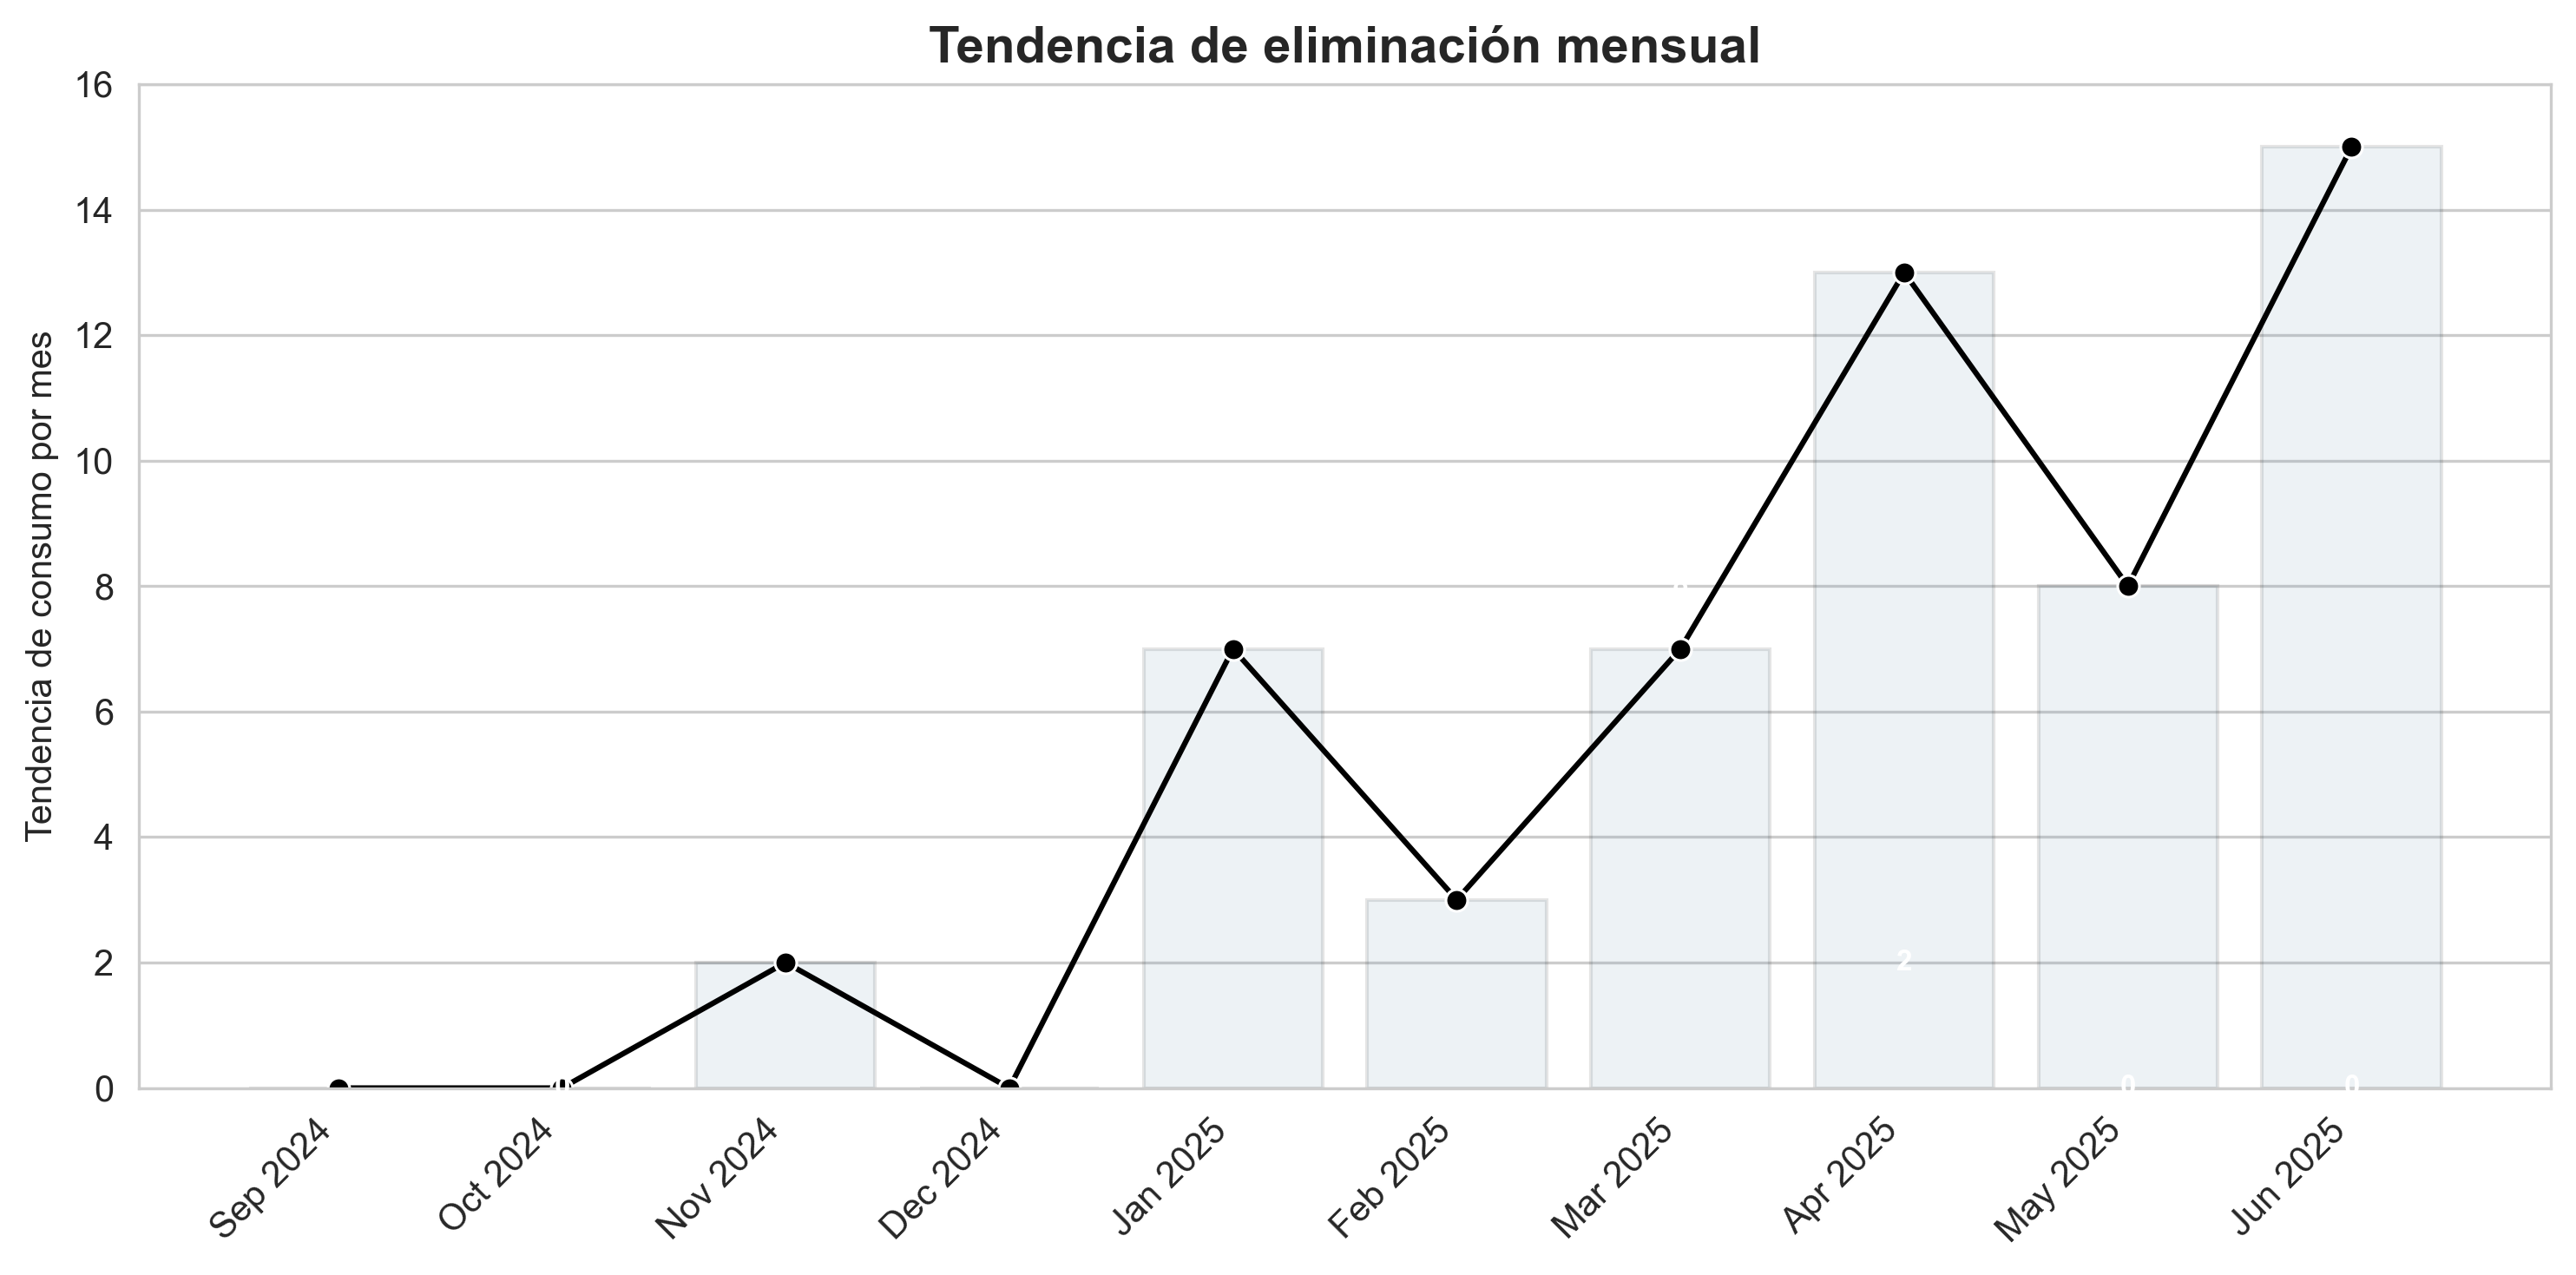 Tendencia de eliminación mensual
Tendencia de consumo por mes
16
14
12
10
8
6
4
2
0
2
0
0
Sep 2024
Oct 2024
Nov 2024
Dec 2024
Jan 2025
Feb 2025
Mar 2025
Apr 2025
May 2025
Jun 2025